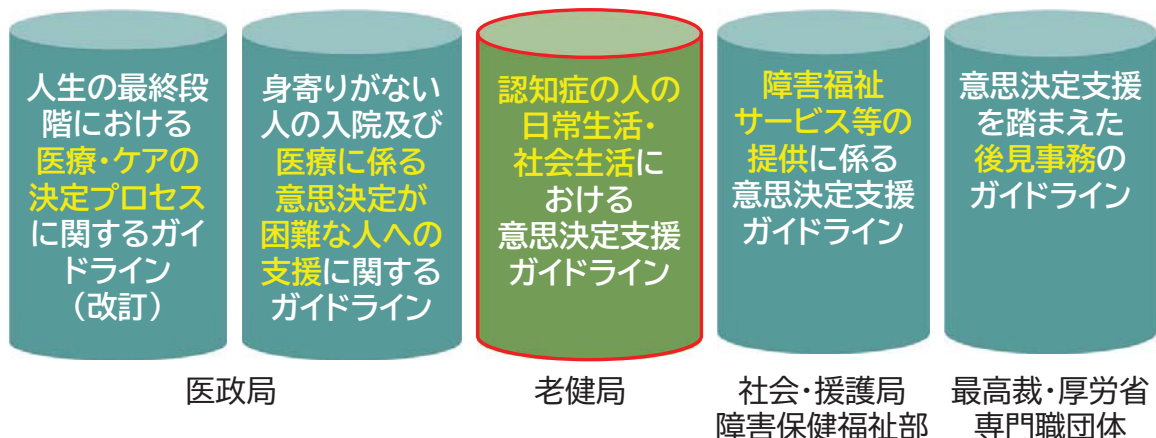 人生の最終段
階における
医療・ケアの
決定プロセス
に関するガイ
ドライン
（改訂）
身寄りがない
人の入院及び
医療に係る
意思決定が
困難な人への
支援に関する
ガイドライン
認知症の人の
日常生活・
社会生活に
おける
意思決定支援
ガイドライン
障害福祉
サービス等の
提供に係る
意思決定支援
ガイドライン
意思決定支援
を踏まえた
後見事務の
ガイドライン
医政局
老健局
社会・援護局
障害保健福祉部
最高裁・厚労省
専門職団体